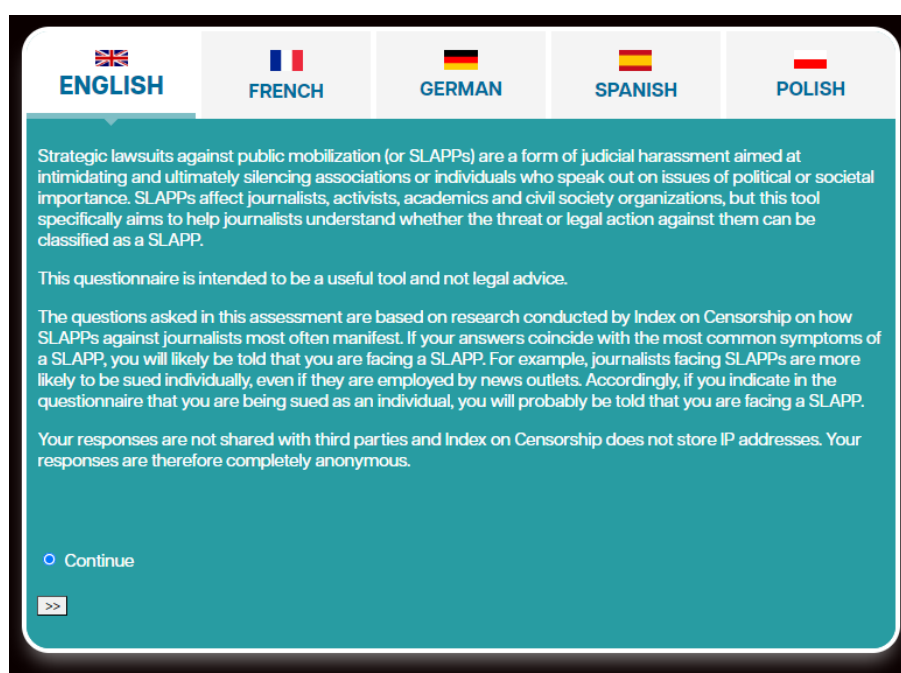 ENGLISH
FRENCH
GERMAN
SPANISH
POLISH
Strategic lawsuits against public mobilization (or SLAPPs) are a form of judicial harassment aimed at
intimidating and ultimately silencing associations or individuals who speak out on issues of political or societal
importance. SLAPPs affect journalists, activists, academics and civil society organizations, but this tool
specifically aims to help journalists understand whether the threat or legal action against them can be
classified as a SLAPP.
This questionnaire is intended to be a useful tool and not legal advice.
The questions asked in this assessment are based on research conducted by Index on Censorship on how
SLAPPs against journalists most often manifest. If your answers coincide with the most common symptoms of
a SLAPP, you will likely be told that you are facing a SLAPP. For example, journalists facing SLAPPs are more
likely to be sued individually, even if they are employed by news outlets. Accordingly, if you indicate in the
questionnaire that you are being sued as an individual, you will probably be told that you are facing a SLAPP.
Your responses are not shared with third parties and Index on Censorship does not store IP addresses. Your
responses are therefore completely anonymous.
Continue
>>